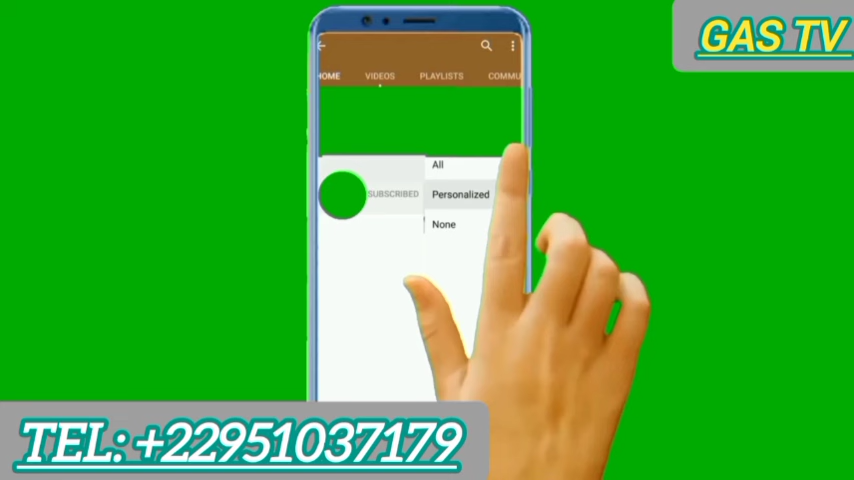 GAS TV
HOME VIDEOS PLAYLISTS COMMU
All
SUBSCRIBED Personalized
None
TEL: +22951037179